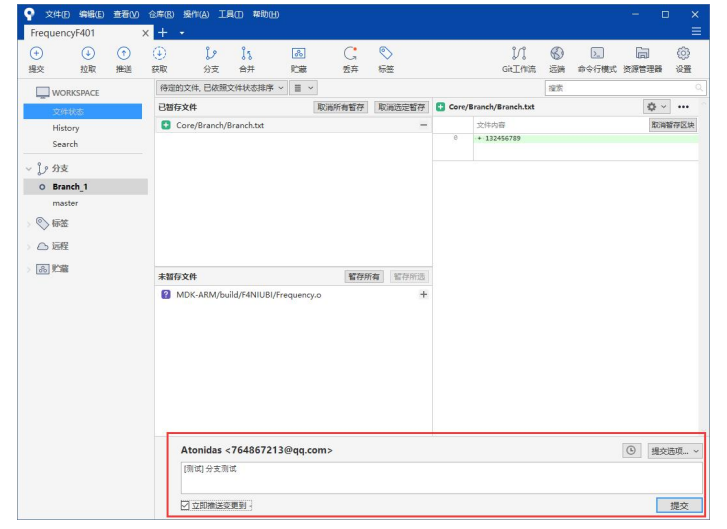 文件(F) 编辑(E) 查看(V) 仓库(R) 操作(A) 工具(T) 帮助(H)
FrequencyF401
提交 拉取 推送 获取 分支 合并 贮藏 丢弃 标签 Git工作流 远端 命令行模式 资源管理器 设置
WORKSPACE
文件状态
History
Search
分支
Branch_1
master
标签
远程
贮藏
待定的文件, 已依照文件状态排序
搜索
已暂存文件 取消所有暂存 取消选定暂存
Core/Branch/Branch.txt
未暂存文件 暂存所有 暂存所选
MDK-ARM/build/F4NIUBI/Frequency.o
Core/Branch/Branch.txt
文件内容 取消暂存区块
0 + 132456789
Atonidas <764867213@qq.com> 提交选项...
[测试] 分支测试
立即推送变更到 -
提交